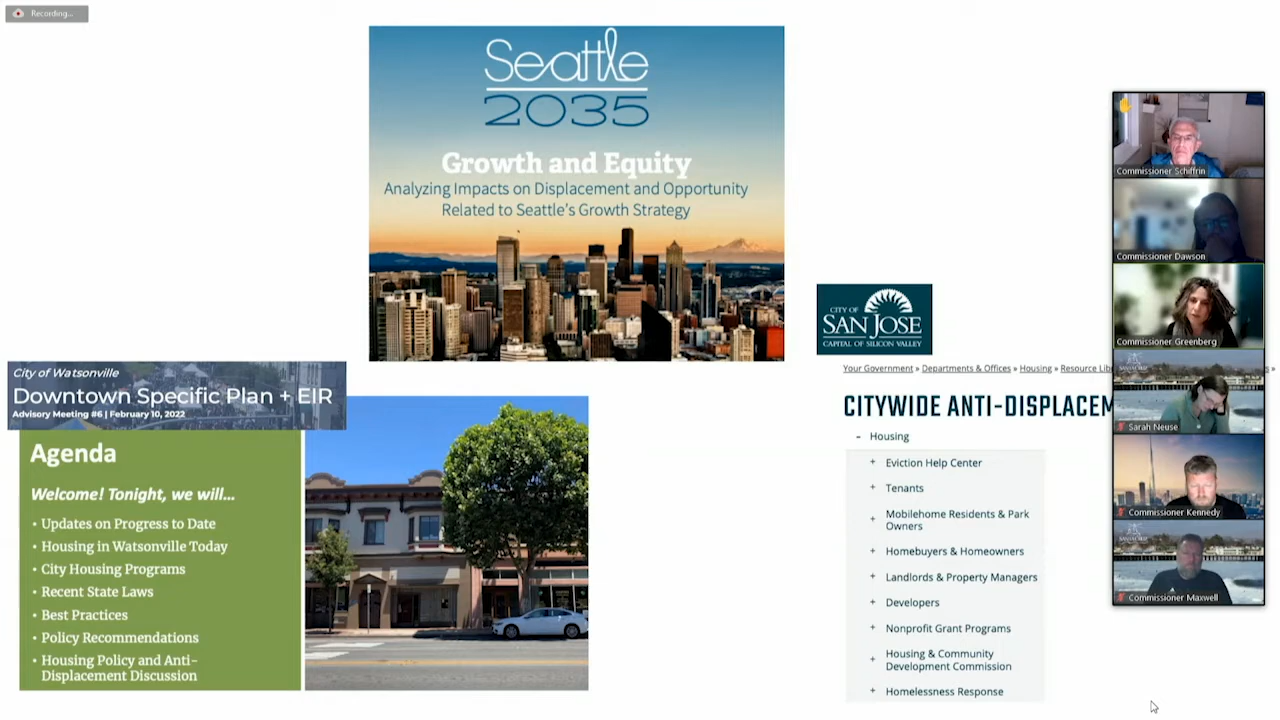 Recording...
Seattle
2035
Growth and Equity
Analyzing Impacts on Displacement and Opportunity
Related to Seattle's Growth Strategy
City of Watsonville
Downtown Specific Plan + EIR
Advisory Meeting #6 | February 10, 2022
Agenda
Welcome! Tonight, we will...
• Updates on Progress to Date
• Housing in Watsonville Today
• City Housing Programs
• Recent State Laws
• Best Practices
• Policy Recommendations
• Housing Policy and Anti-
Displacement Discussion
CITY OF
SAN JOSE
CAPITAL OF SILICON VALLEY
Your Government » Departments & Offices » Housing » Resource Lib
»
CITYWIDE ANTI-DISPLACEM
- Housing
+ Eviction Help Center
+ Tenants
+ Mobilehome Residents & Park
Owners
+ Homebuyers & Homeowners
+ Landlords & Property Managers
+ Developers
+ Nonprofit Grant Programs
+ Housing & Community
Development Commission
+ Homelessness Response
Commissioner Schiffrin
Commissioner Dawson
Commissioner Greenberg
Sarah Neuse
Commissioner Kennedy
Commissioner Maxwell